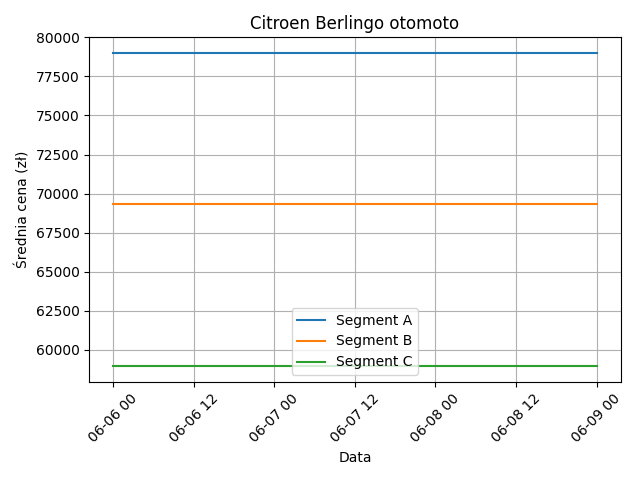 Citroen Berlingo otomoto
80000
77500
75000
72500
70000
67500
65000
62500
60000
Średnia cena (zł)
Segment A
Segment B
Segment C
06-06 00
06-06 12
06-07 00
06-07 12
06-08 00
06-08 12
06-09 00
Data